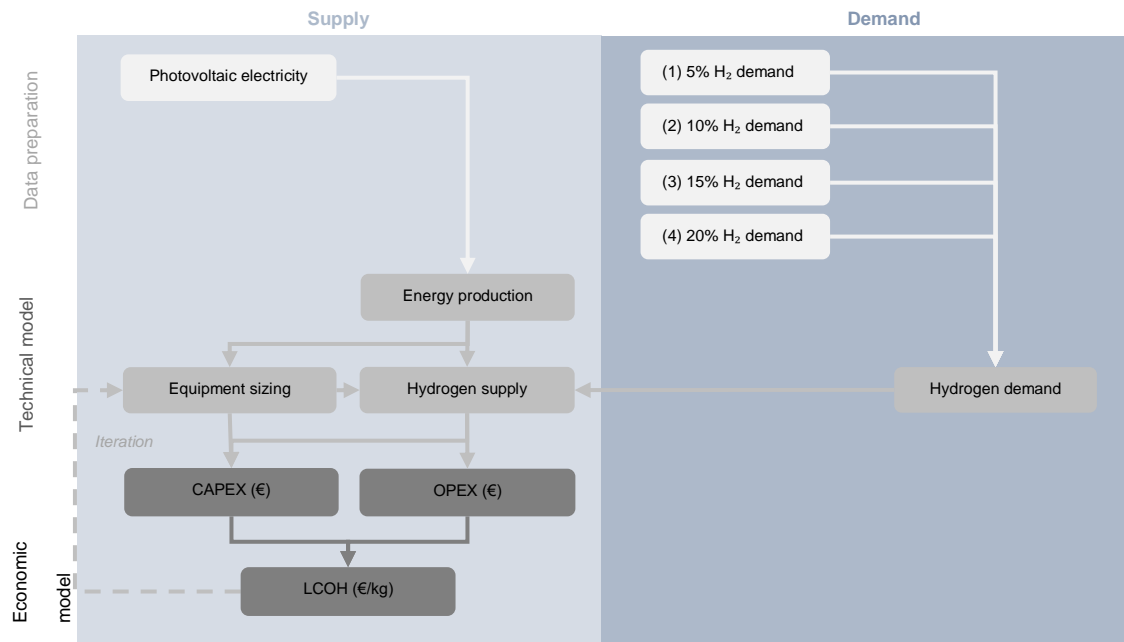 Supply
Demand
Data preparation
Photovoltaic electricity
(1) 5% H₂ demand
(2) 10% H₂ demand
(3) 15% H₂ demand
(4) 20% H₂ demand
Technical model
Energy production
Equipment sizing
Hydrogen supply
Hydrogen demand
Iteration
Economic
model
CAPEX (€)
OPEX (€)
LCOH (€/kg)